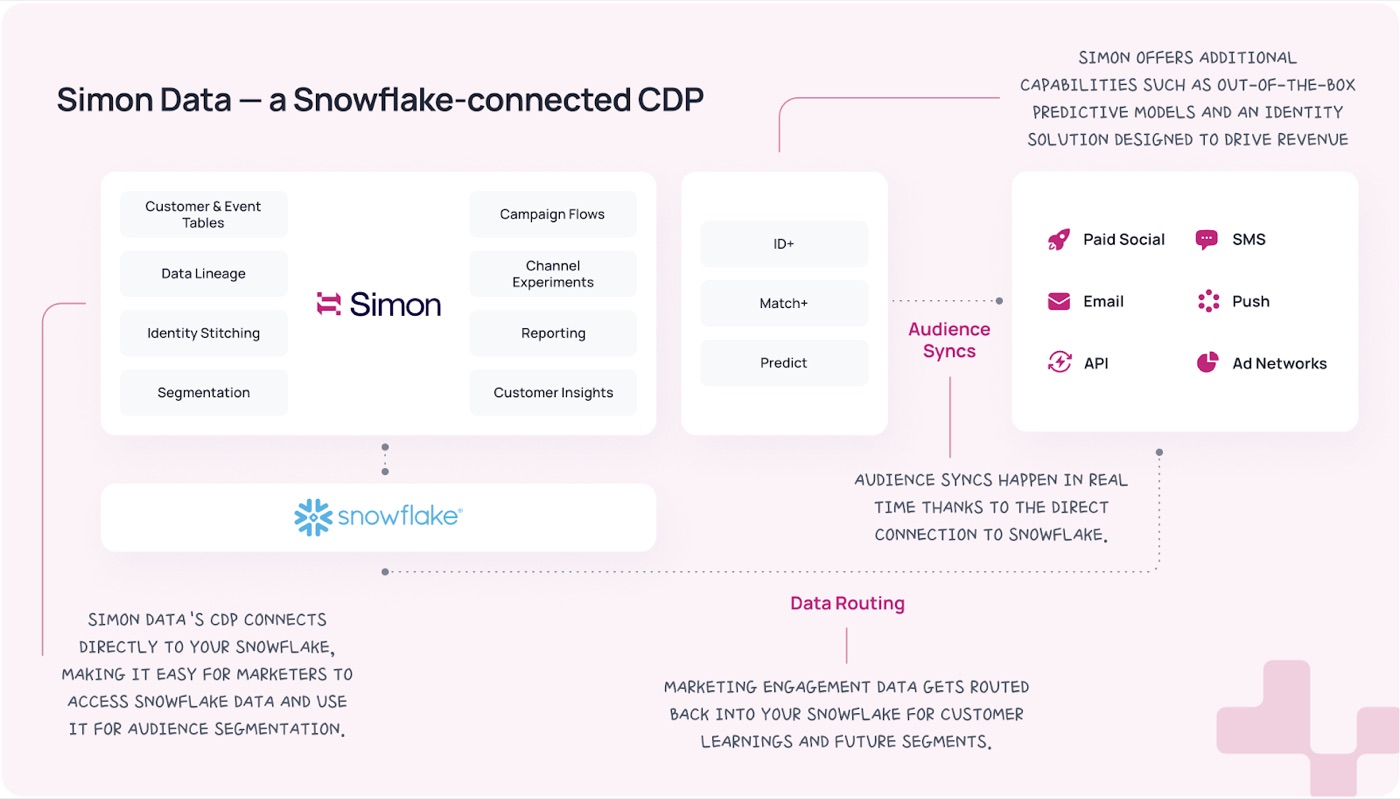 Simon Data — a Snowflake-connected CDP
SIMON OFFERS ADDITIONAL
CAPABILITIES SUCH AS OUT-OF-THE-BOX
PREDICTIVE MODELS AND AN IDENTITY
SOLUTION DESIGNED TO DRIVE REVENUE
Customer & Event
Tables
Data Lineage
Identity Stitching
Segmentation
Simon
Campaign Flows
Channel
Experiments
Reporting
Customer Insights
ID+
Match+
Predict
Audience
Syncs
Paid Social
SMS
Email
Push
API
Ad Networks
AUDIENCE SYNCS HAPPEN IN REAL
TIME THANKS TO THE DIRECT
CONNECTION TO SNOWFLAKE.
snowflake®
Data Routing
SIMON DATA'S CDP CONNECTS
DIRECTLY TO YOUR SNOWFLAKE,
MAKING IT EASY FOR MARKETERS TO
ACCESS SNOWFLAKE DATA AND USE
IT FOR AUDIENCE SEGMENTATION.
MARKETING ENGAGEMENT DATA GETS ROUTED
BACK INTO YOUR SNOWFLAKE FOR CUSTOMER
LEARNINGS AND FUTURE SEGMENTS.